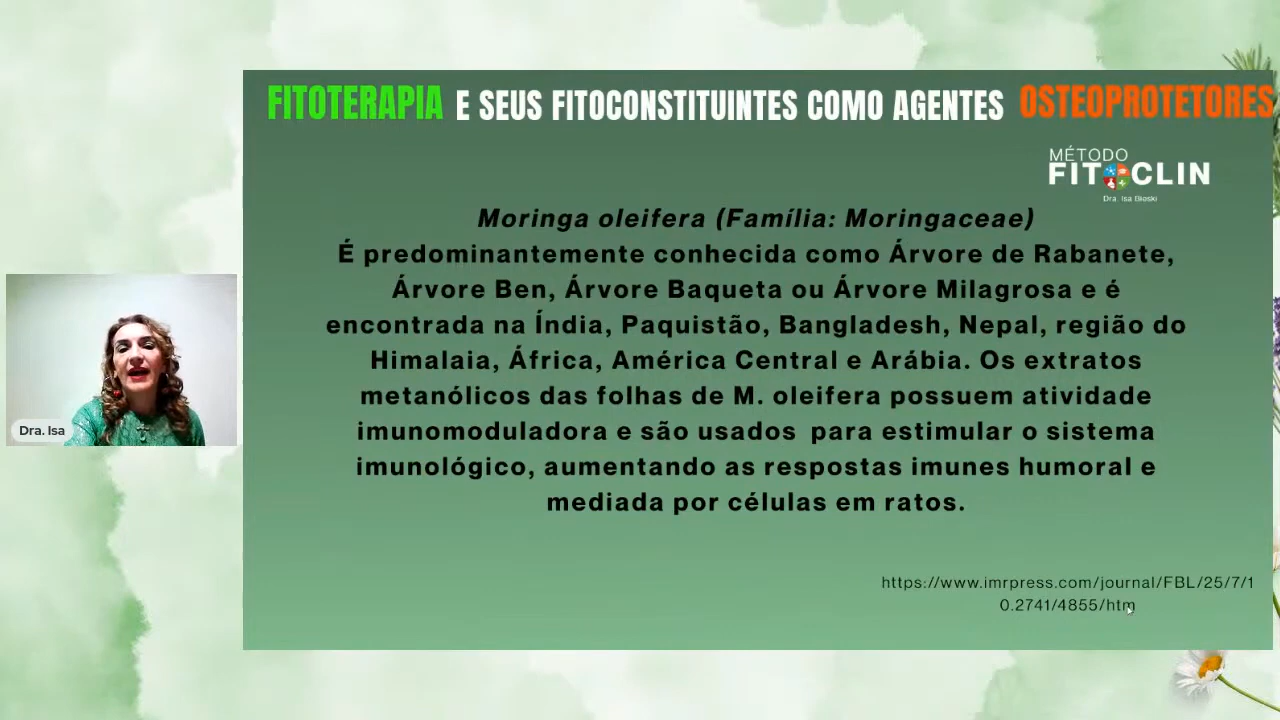 FITOTERAPIA E SEUS FITOCONSTITUINTES COMO AGENTES OSTEOPROTETORES
MÉTODO
FITOCLIN
Dra. Isa Bieski
Moringa oleifera (Família: Moringaceae)
É predominantemente conhecida como Árvore de Rabanete,
Árvore Ben, Árvore Baqueta ou Árvore Milagrosa e é
encontrada na Índia, Paquistão, Bangladesh, Nepal, região do
Himalaia, África, América Central e Arábia. Os extratos
metanólicos das folhas de M. oleifera possuem atividade
imunomoduladora e são usados para estimular o sistema
imunológico, aumentando as respostas imunes humoral e
mediada por células em ratos.
Dra. Isa
https://www.imrpress.com/journal/FBL/25/7/1
0.2741/4855/htm